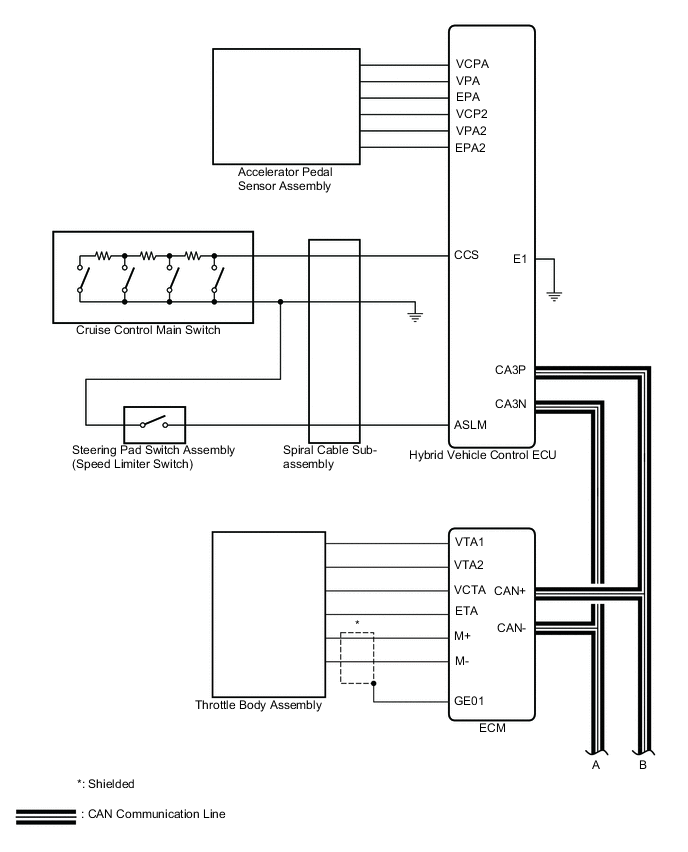 VCPA
VPA
EPA
VCP2
VPA2
EPA2
Accelerator Pedal
Sensor Assembly
CCS
E1
Cruise Control Main Switch
CA3P
CA3N
ASLM
Steering Pad Switch Assembly
(Speed Limiter Switch)
Spiral Cable Sub-
assembly
Hybrid Vehicle Control ECU
VTA1
VTA2
VCTA
CAN+
ETA
*
CAN-
M+
M-
GE01
Throttle Body Assembly
ECM
A
B
*: Shielded
: CAN Communication Line